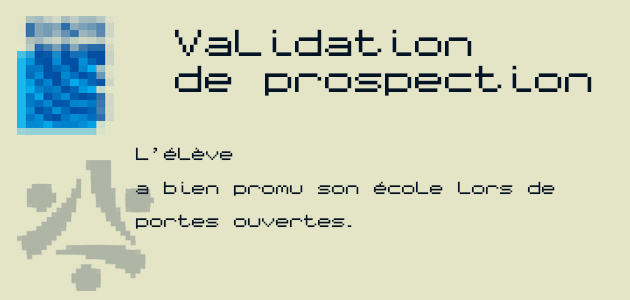 Validation
de prospection
L'élève
a bien promu son école lors de
portes ouvertes.